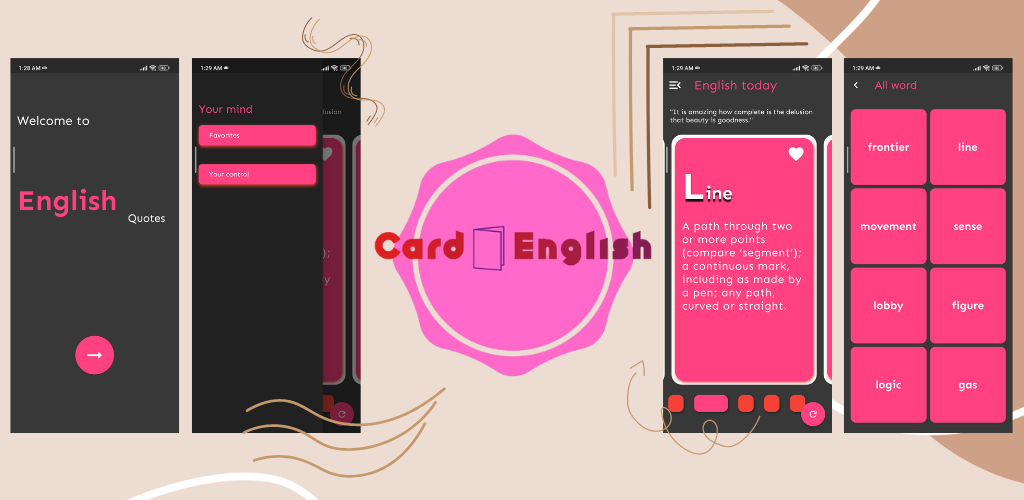 1:28 AM
Welcome to
English
Quotes
1:29 AM
Your mind
Favorites
Your control
lusion
);
y
Card English
1:29 AM
English today
"It is amazing how complete is the delusion
that beauty is goodness."
Line
A path through two
or more points
(compare ‘segment’);
a continuous mark,
including as made by
a pen; any path,
curved or straight.
1:29 AM
All word
frontier
line
movement
sense
lobby
figure
logic
gas